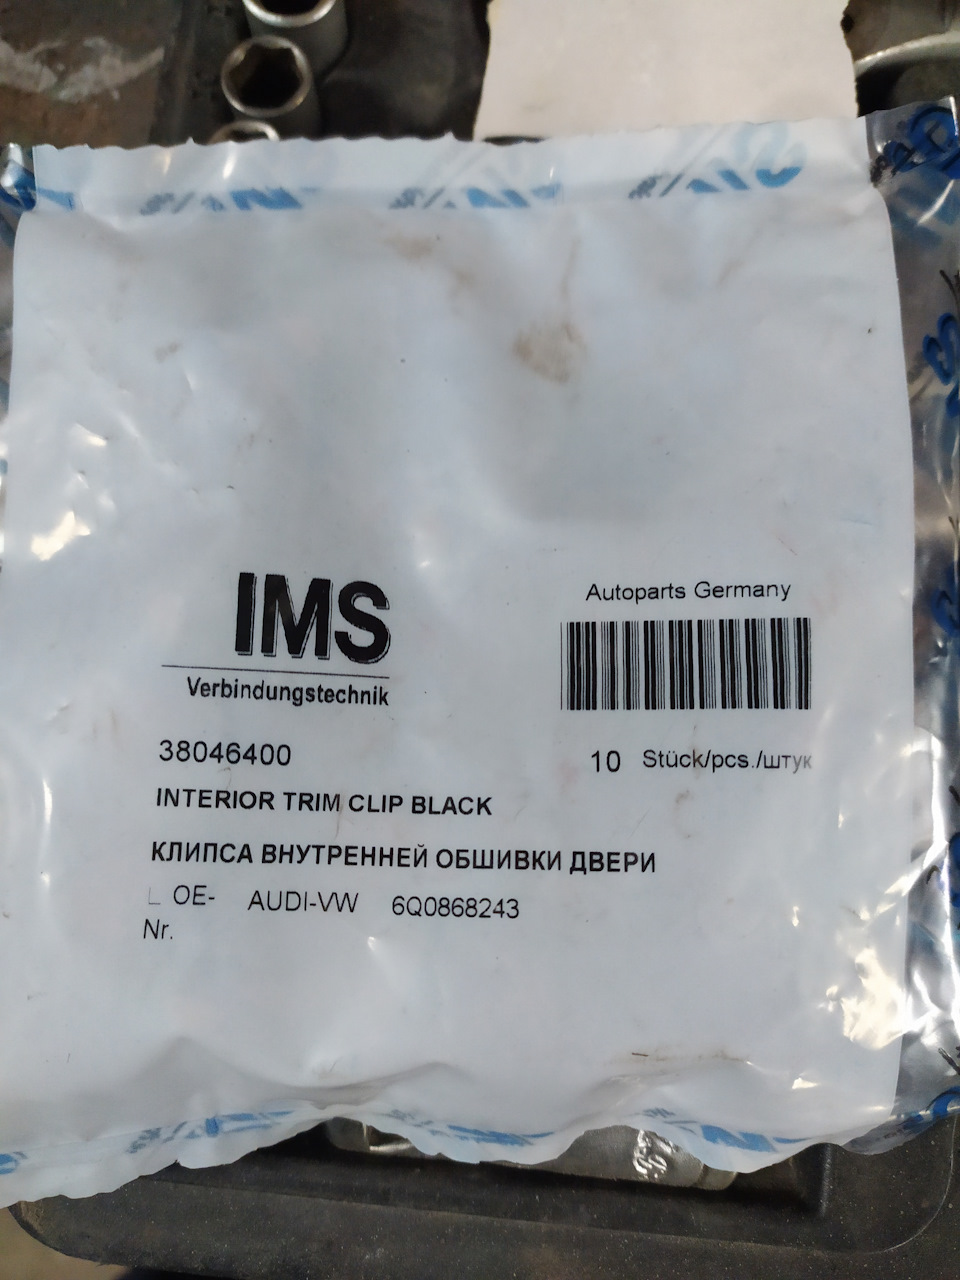 IMS
Verbindungstechnik
Autoparts Germany
38046400
10 Stück/pcs./штук
INTERIOR TRIM CLIP BLACK
КЛИПСА ВНУТРЕННЕЙ ОБШИВКИ ДВЕРИ
OE- AUDI-VW 6Q0868243
Nr.